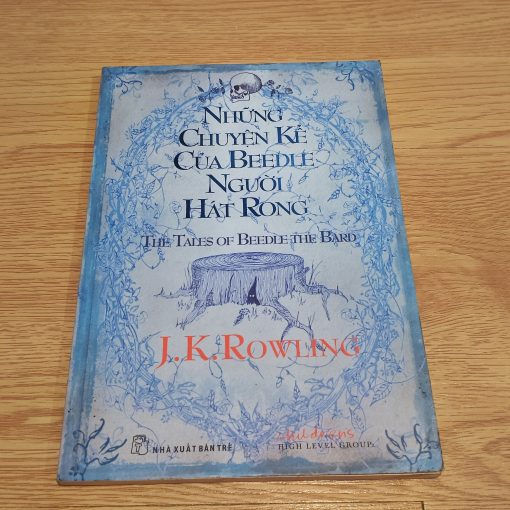 NHỮNG
CHUYỆN KỂ
CỦA BEEDLE
NGƯỜI
HÁT RONG
THE TALES OF BEEDLE THE BARD
J.K.ROWLING
NHÀ XUẤT BẢN TRẺ
children's
HIGH LEVEL GROUP